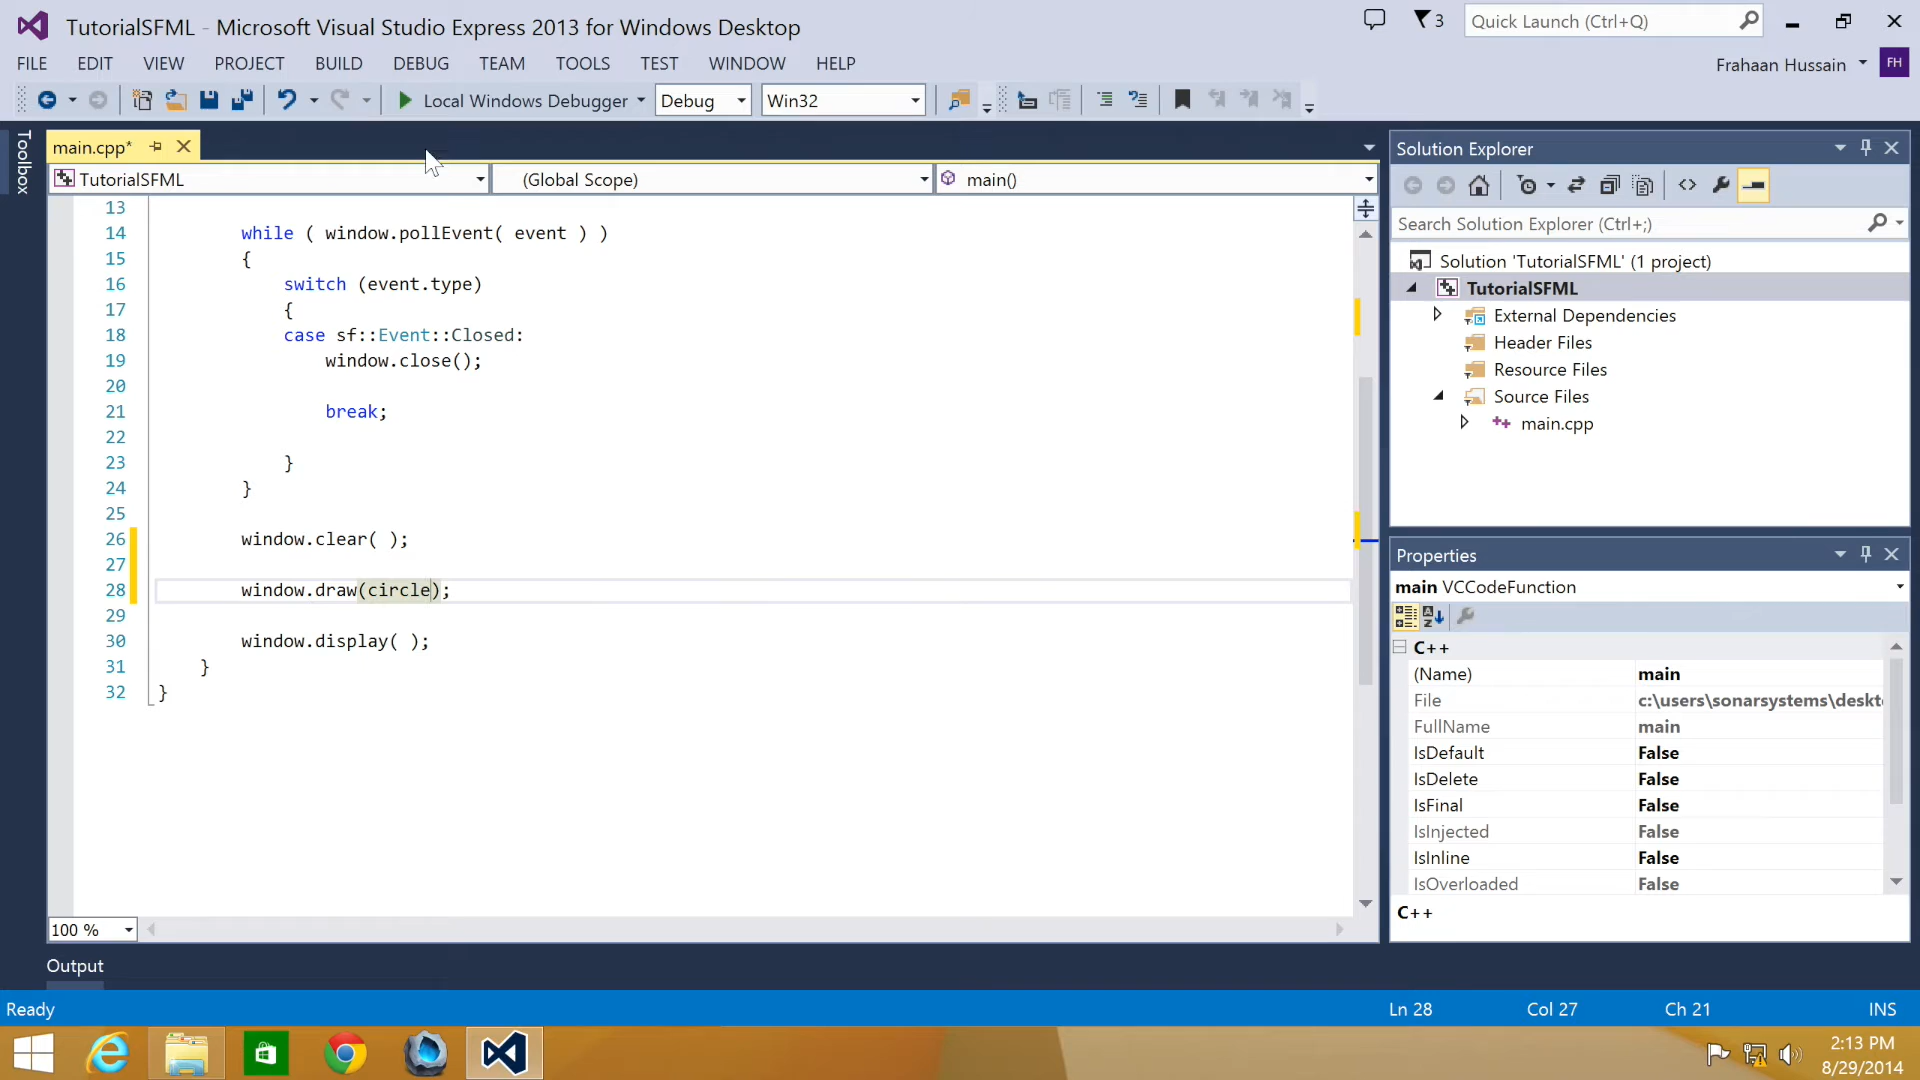 TutorialSFML - Microsoft Visual Studio Express 2013 for Windows Desktop
3
Quick Launch (Ctrl+Q)
FILE EDIT VIEW PROJECT BUILD DEBUG TEAM TOOLS TEST WINDOW HELP
Frahaan Hussain FH
Local Windows Debugger Debug Win32
Toolbox
main.cpp*
TutorialSFML (Global Scope) main()
13
14 while ( window.pollEvent( event ) )
15 {
16 switch (event.type)
17 {
18 case sf::Event::Closed:
19 window.close();
20
21 break;
22
23 }
24 }
25
26 window.clear( );
27
28 window.draw(circle);
29
30 window.display( );
31 }
32 }
100 %
Output
Solution Explorer
Search Solution Explorer (Ctrl+;)
Solution 'TutorialSFML' (1 project)
TutorialSFML
External Dependencies
Header Files
Resource Files
Source Files
main.cpp
Properties
main VCCodeFunction
C++
(Name) main
File c:\users\sonarsystems\deskt
FullName main
IsDefault False
IsDelete False
IsFinal False
IsInjected False
IsInline False
IsOverloaded False
C++
Ready Ln 28 Col 27 Ch 21 INS
2:13 PM
8/29/2014